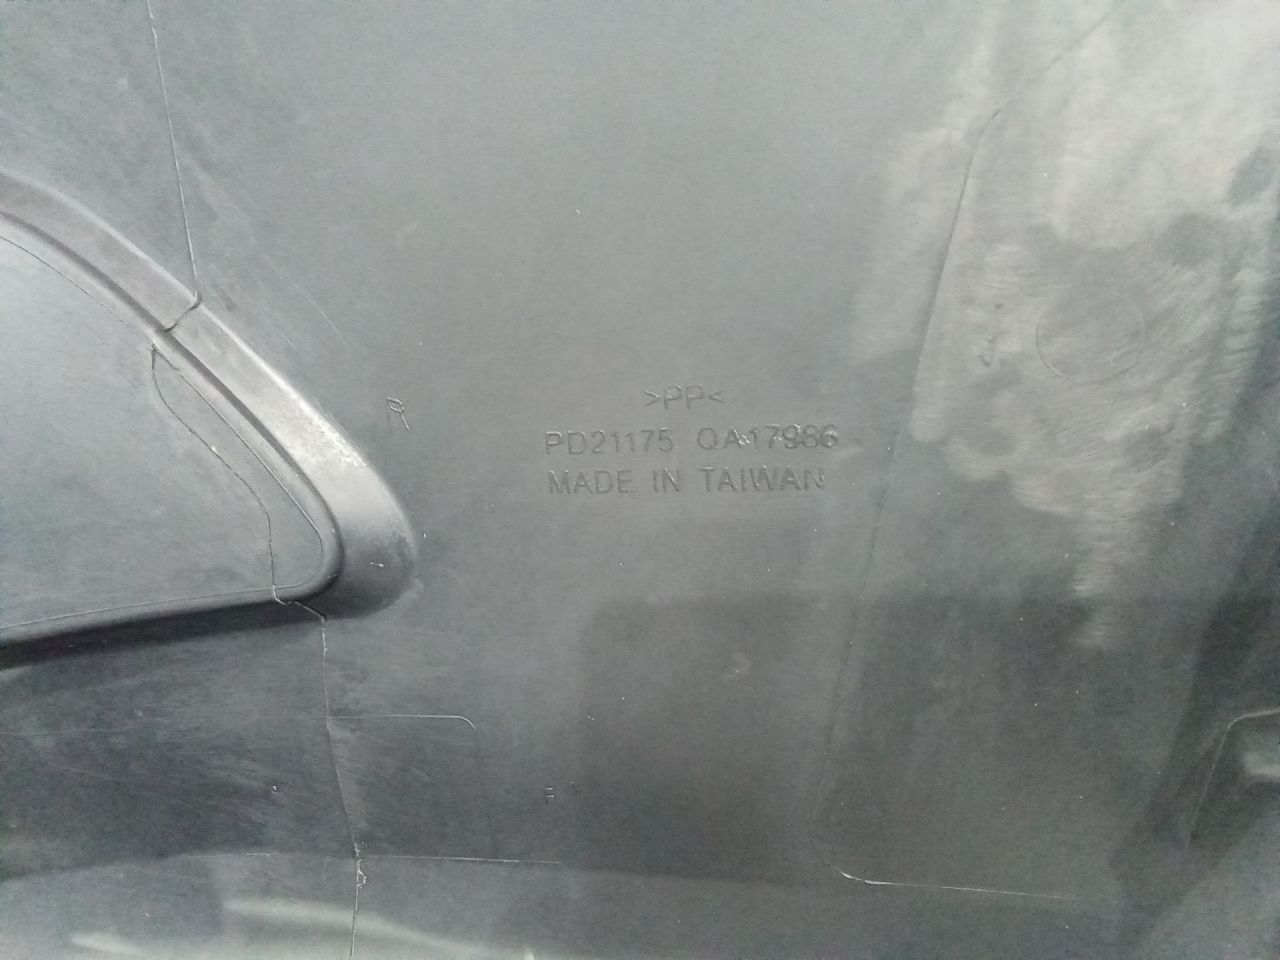 >PP<
R
PD21175 QA17986
MADE IN TAIWAN
F